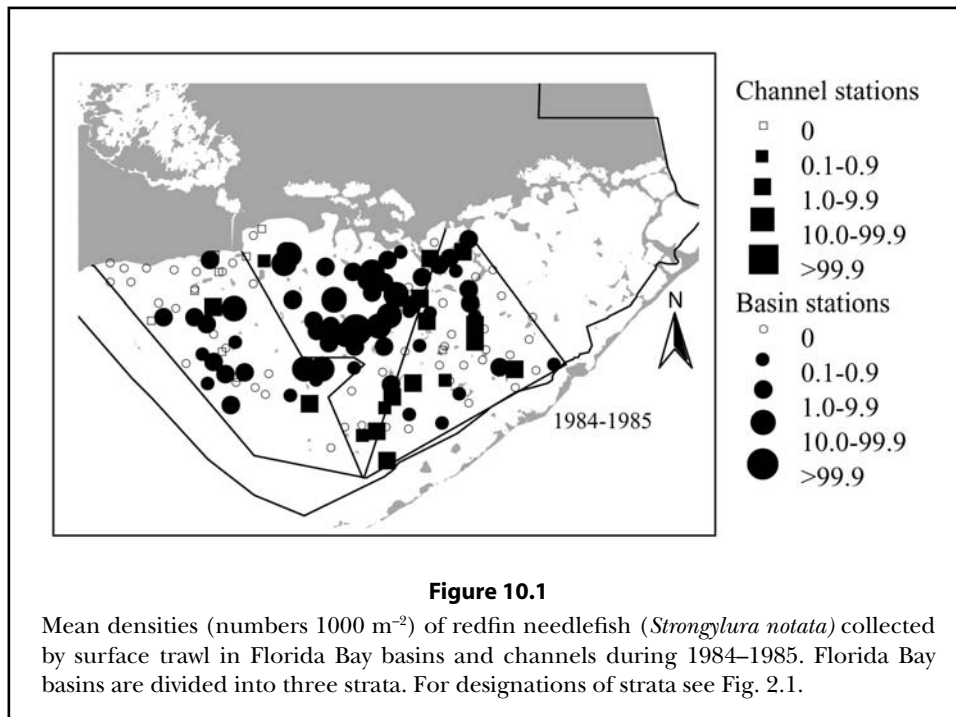 Channel stations
0
0.1-0.9
1.0-9.9
10.0-99.9
>99.9
Basin stations
0
0.1-0.9
1.0-9.9
10.0-99.9
>99.9
N
1984-1985
Figure 10.1
Mean densities (numbers 1000 m⁻²) of redfin needlefish (Strongylura notata) collected
by surface trawl in Florida Bay basins and channels during 1984–1985. Florida Bay
basins are divided into three strata. For designations of strata see Fig. 2.1.